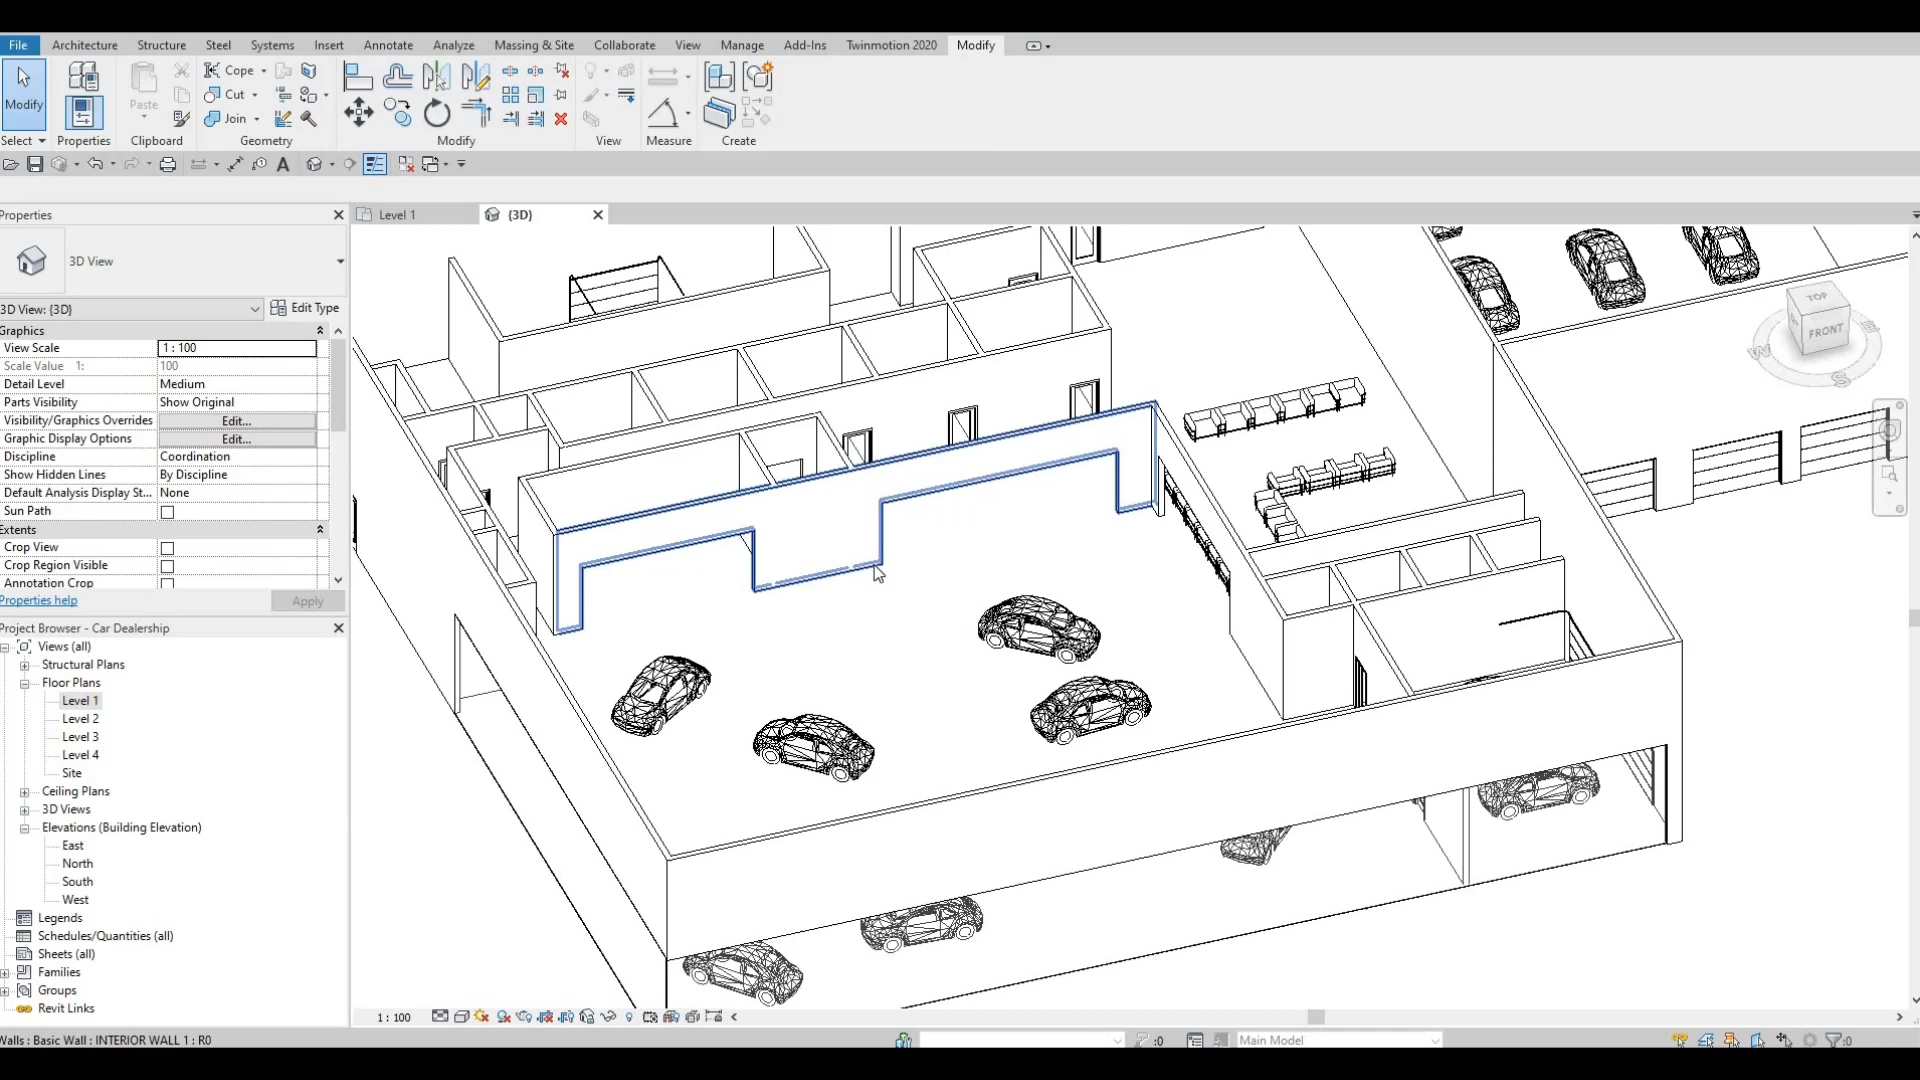 File Architecture Structure Steel Systems Insert Annotate Analyze Massing & Site Collaborate View Manage Add-Ins Twinmotion 2020 Modify
Modify Paste Cope Cut Join
Select Properties Clipboard Geometry Modify View Measure Create
Properties
Level 1 {3D}
3D View
3D View: {3D} Edit Type
Graphics
View Scale 1 : 100
Scale Value 1: 100
Detail Level Medium
Parts Visibility Show Original
Visibility/Graphics Overrides Edit...
Graphic Display Options Edit...
Discipline Coordination
Show Hidden Lines By Discipline
Default Analysis Display St... None
Sun Path
Extents
Crop View
Crop Region Visible
Annotation Crop
Properties help Apply
Project Browser - Car Dealership
Views (all)
Structural Plans
Floor Plans
Level 1
Level 2
Level 3
Level 4
Site
Ceiling Plans
3D Views
Elevations (Building Elevation)
East
North
South
West
Legends
Schedules/Quantities (all)
Sheets (all)
Families
Groups
Revit Links
TOP
FRONT
W E
S
1 : 100
Walls : Basic Wall : INTERIOR WALL 1 : R0 :0 Main Model :0